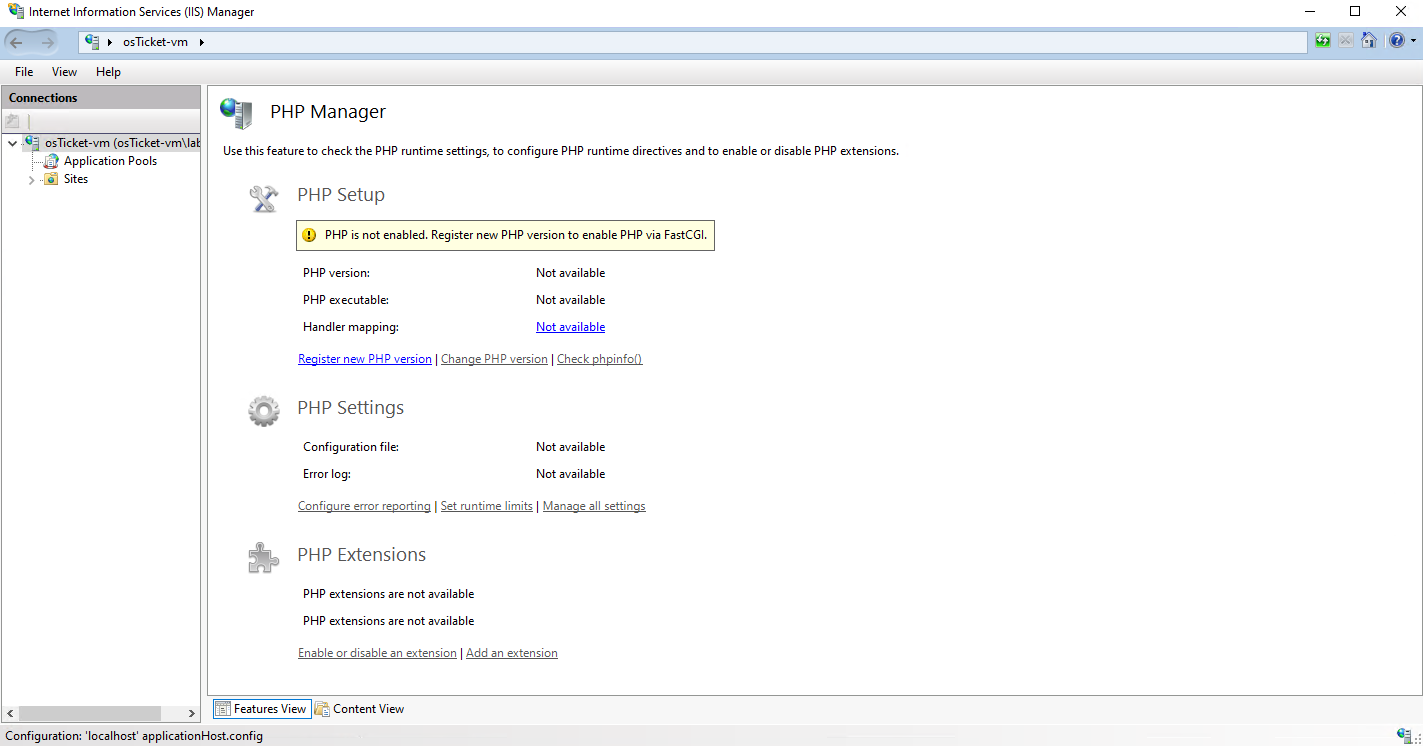 Internet Information Services (IIS) Manager
osTicket-vm
File View Help
Connections
osTicket-vm (osTicket-vm\lab
Application Pools
Sites
PHP Manager
Use this feature to check the PHP runtime settings, to configure PHP runtime directives and to enable or disable PHP extensions.
PHP Setup
PHP is not enabled. Register new PHP version to enable PHP via FastCGI.
PHP version: Not available
PHP executable: Not available
Handler mapping: Not available
Register new PHP version | Change PHP version | Check phpinfo()
PHP Settings
Configuration file: Not available
Error log: Not available
Configure error reporting | Set runtime limits | Manage all settings
PHP Extensions
PHP extensions are not available
PHP extensions are not available
Enable or disable an extension | Add an extension
Features View Content View
Configuration: 'localhost' applicationHost.config